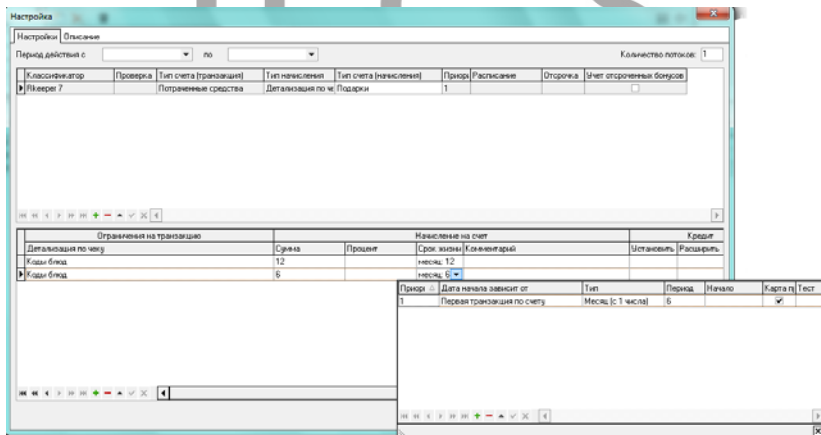 Настройка
Настройки Описание
Период действия с по Количество потоков: 1
Классификатор Проверка Тип счета (транзакция) Тип начисления Тип счета (начисления) Приори Расписание Отсрочка Учет отсроченных бонусов
Rkeeper 7 Потраченные средства Детализация по че Подарки 1
Ограничения на транзакцию Начисление на счет Кредит
Детализация по чеку Сумма Процент Срок жизни Комментарий Установить Расширить
Коды блюд 12 месяц: 12
Коды блюд 6 месяц: 6
Приори Дата начала зависит от Тип Период Начало Карта п Тест
1 Первая транзакция по счету Месяц (с 1 числа) 6